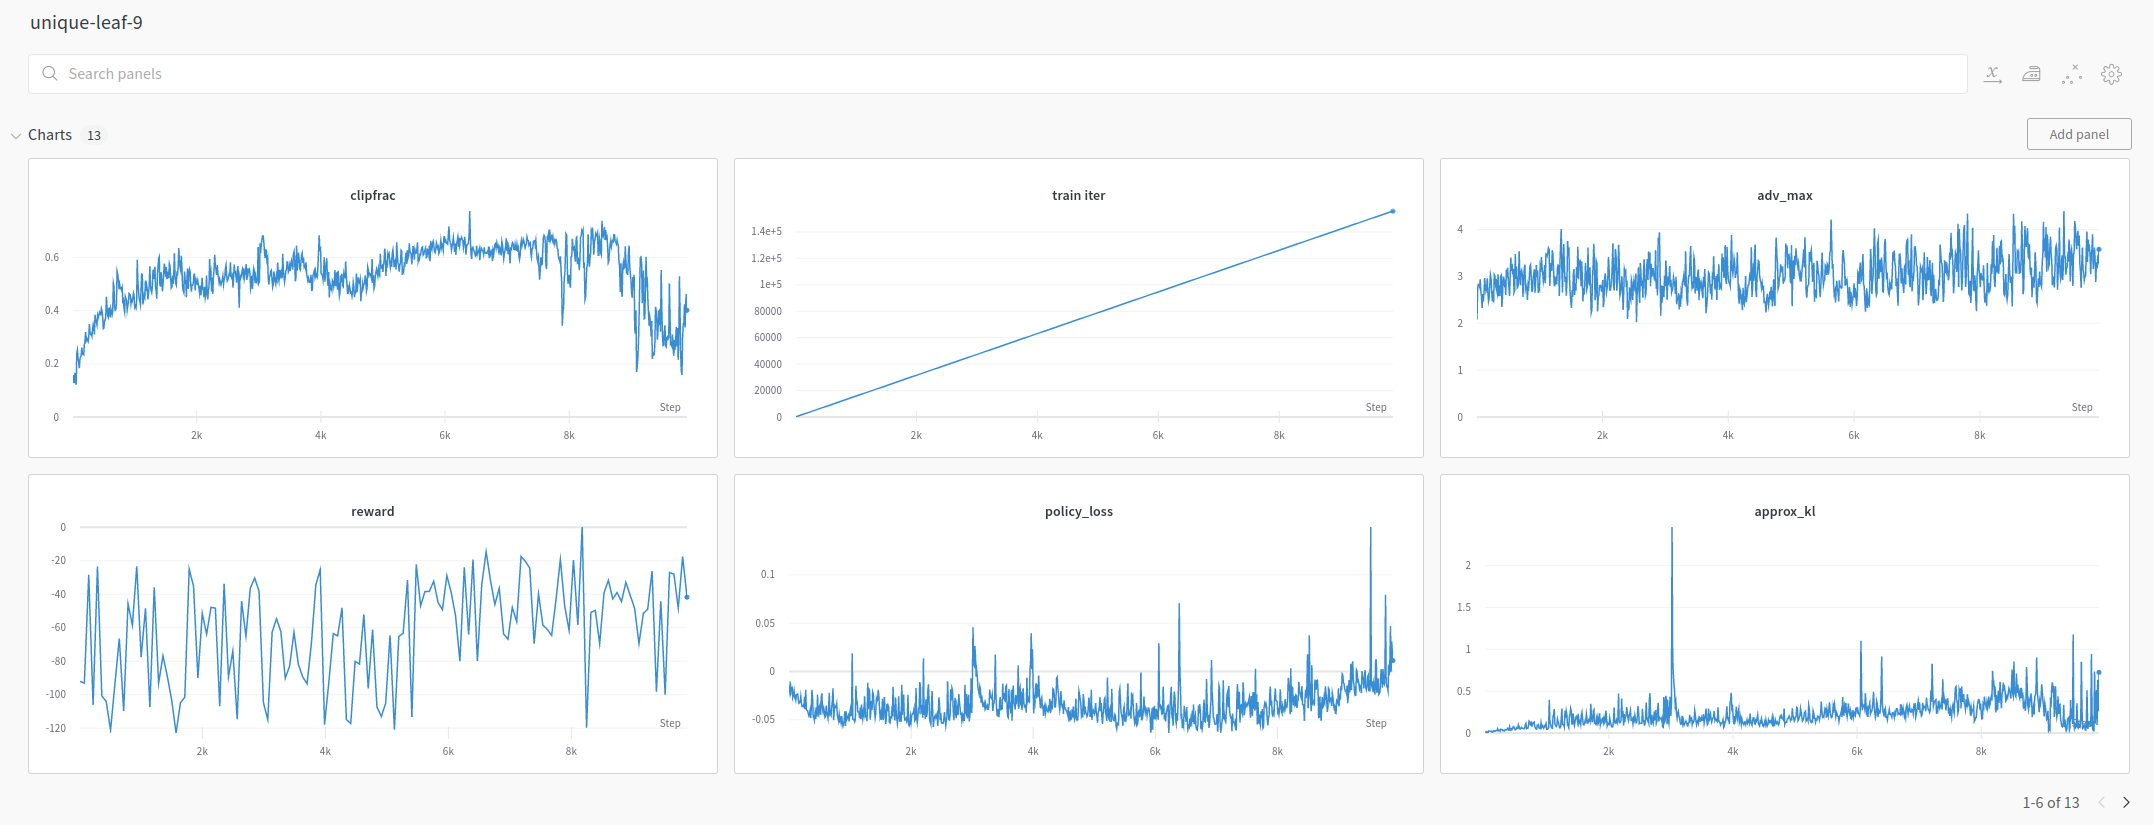 unique-leaf-9
Search panels
Charts 13
Add panel
clipfrac
0.6
0.4
0.2
0
2k 4k 6k 8k
Step
train iter
1.4e+5
1.2e+5
1e+5
80000
60000
40000
20000
0
2k 4k 6k 8k
Step
adv_max
4
3
2
1
0
2k 4k 6k 8k
Step
reward
0
-20
-40
-60
-80
-100
-120
2k 4k 6k 8k
Step
policy_loss
0.1
0.05
0
-0.05
2k 4k 6k 8k
Step
approx_kl
2
1.5
1
0.5
0
2k 4k 6k 8k
1-6 of 13